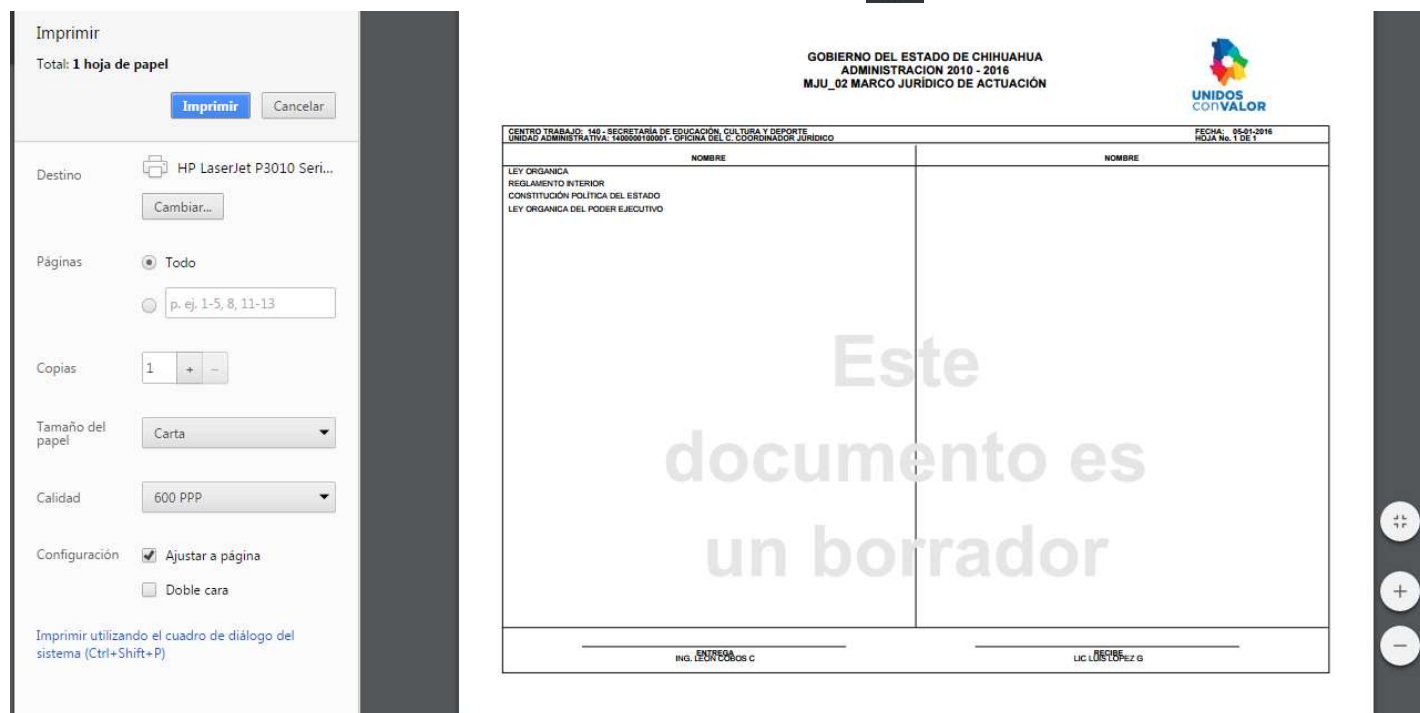 Imprimir
Total: 1 hoja de papel
Imprimir Cancelar
Destino HP LaserJet P3010 Seri...
Cambiar...
Páginas Todo
p. ej. 1-5, 8, 11-13
Copias 1 + -
Tamaño del papel Carta
Calidad 600 PPP
Configuración Ajustar a página
Doble cara
Imprimir utilizando el cuadro de diálogo del
sistema (Ctrl+Shift+P)
GOBIERNO DEL ESTADO DE CHIHUAHUA
ADMINISTRACION 2010 - 2016
MJU_02 MARCO JURÍDICO DE ACTUACIÓN
UNIDOS
conVALOR
CENTRO TRABAJO: 140 - SECRETARÍA DE EDUCACIÓN, CULTURA Y DEPORTE
UNIDAD ADMINISTRATIVA: 1400000100001 - OFICINA DEL C. COORDINADOR JURÍDICO
FECHA: 05-01-2016
HOJA No. 1 DE 1
NOMBRE NOMBRE
LEY ORGANICA
REGLAMENTO INTERIOR
CONSTITUCIÓN POLÍTICA DEL ESTADO
LEY ORGANICA DEL PODER EJECUTIVO
Este
documento es
un borrador
ENTREGA RECIBE
ING. LEON COBOS C LIC LUIS LOPEZ G